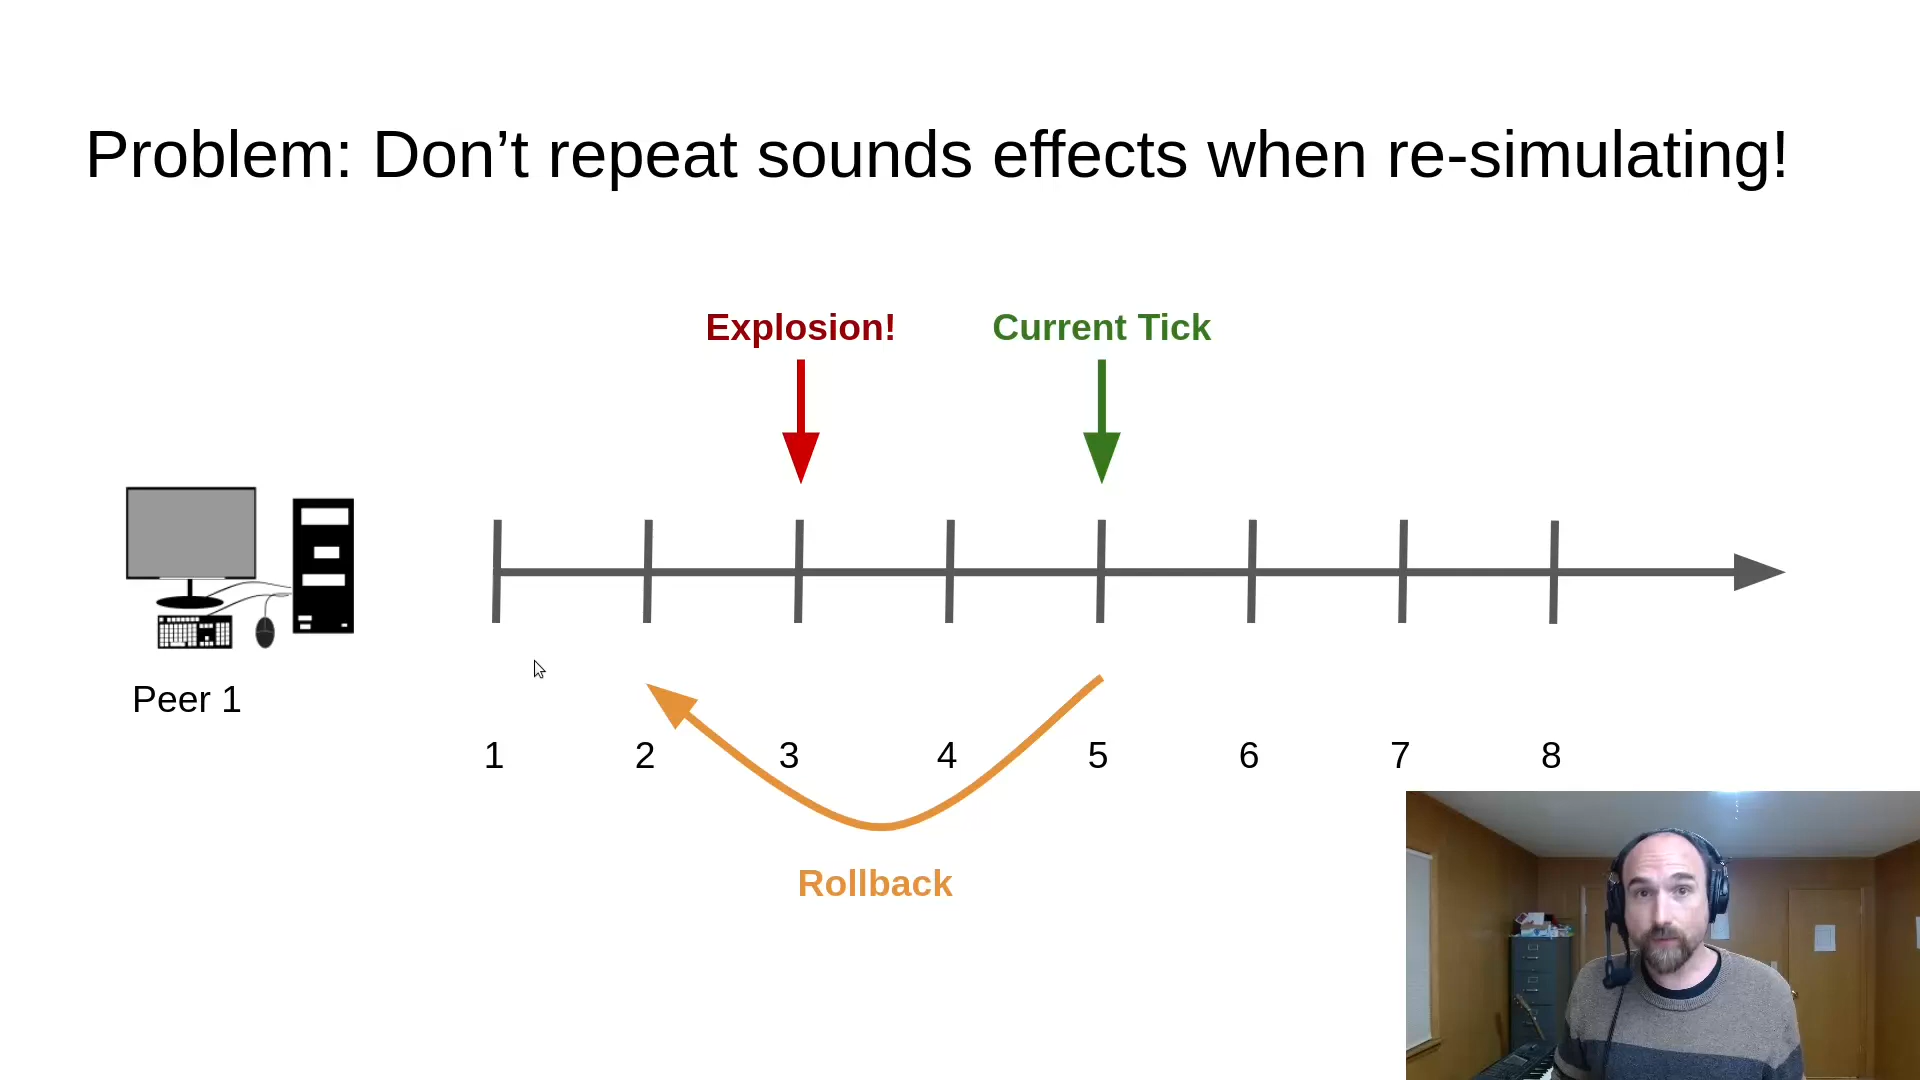 Problem: Don’t repeat sounds effects when re-simulating!
Explosion!
Current Tick
Peer 1
1 2 3 4 5 6 7 8
Rollback